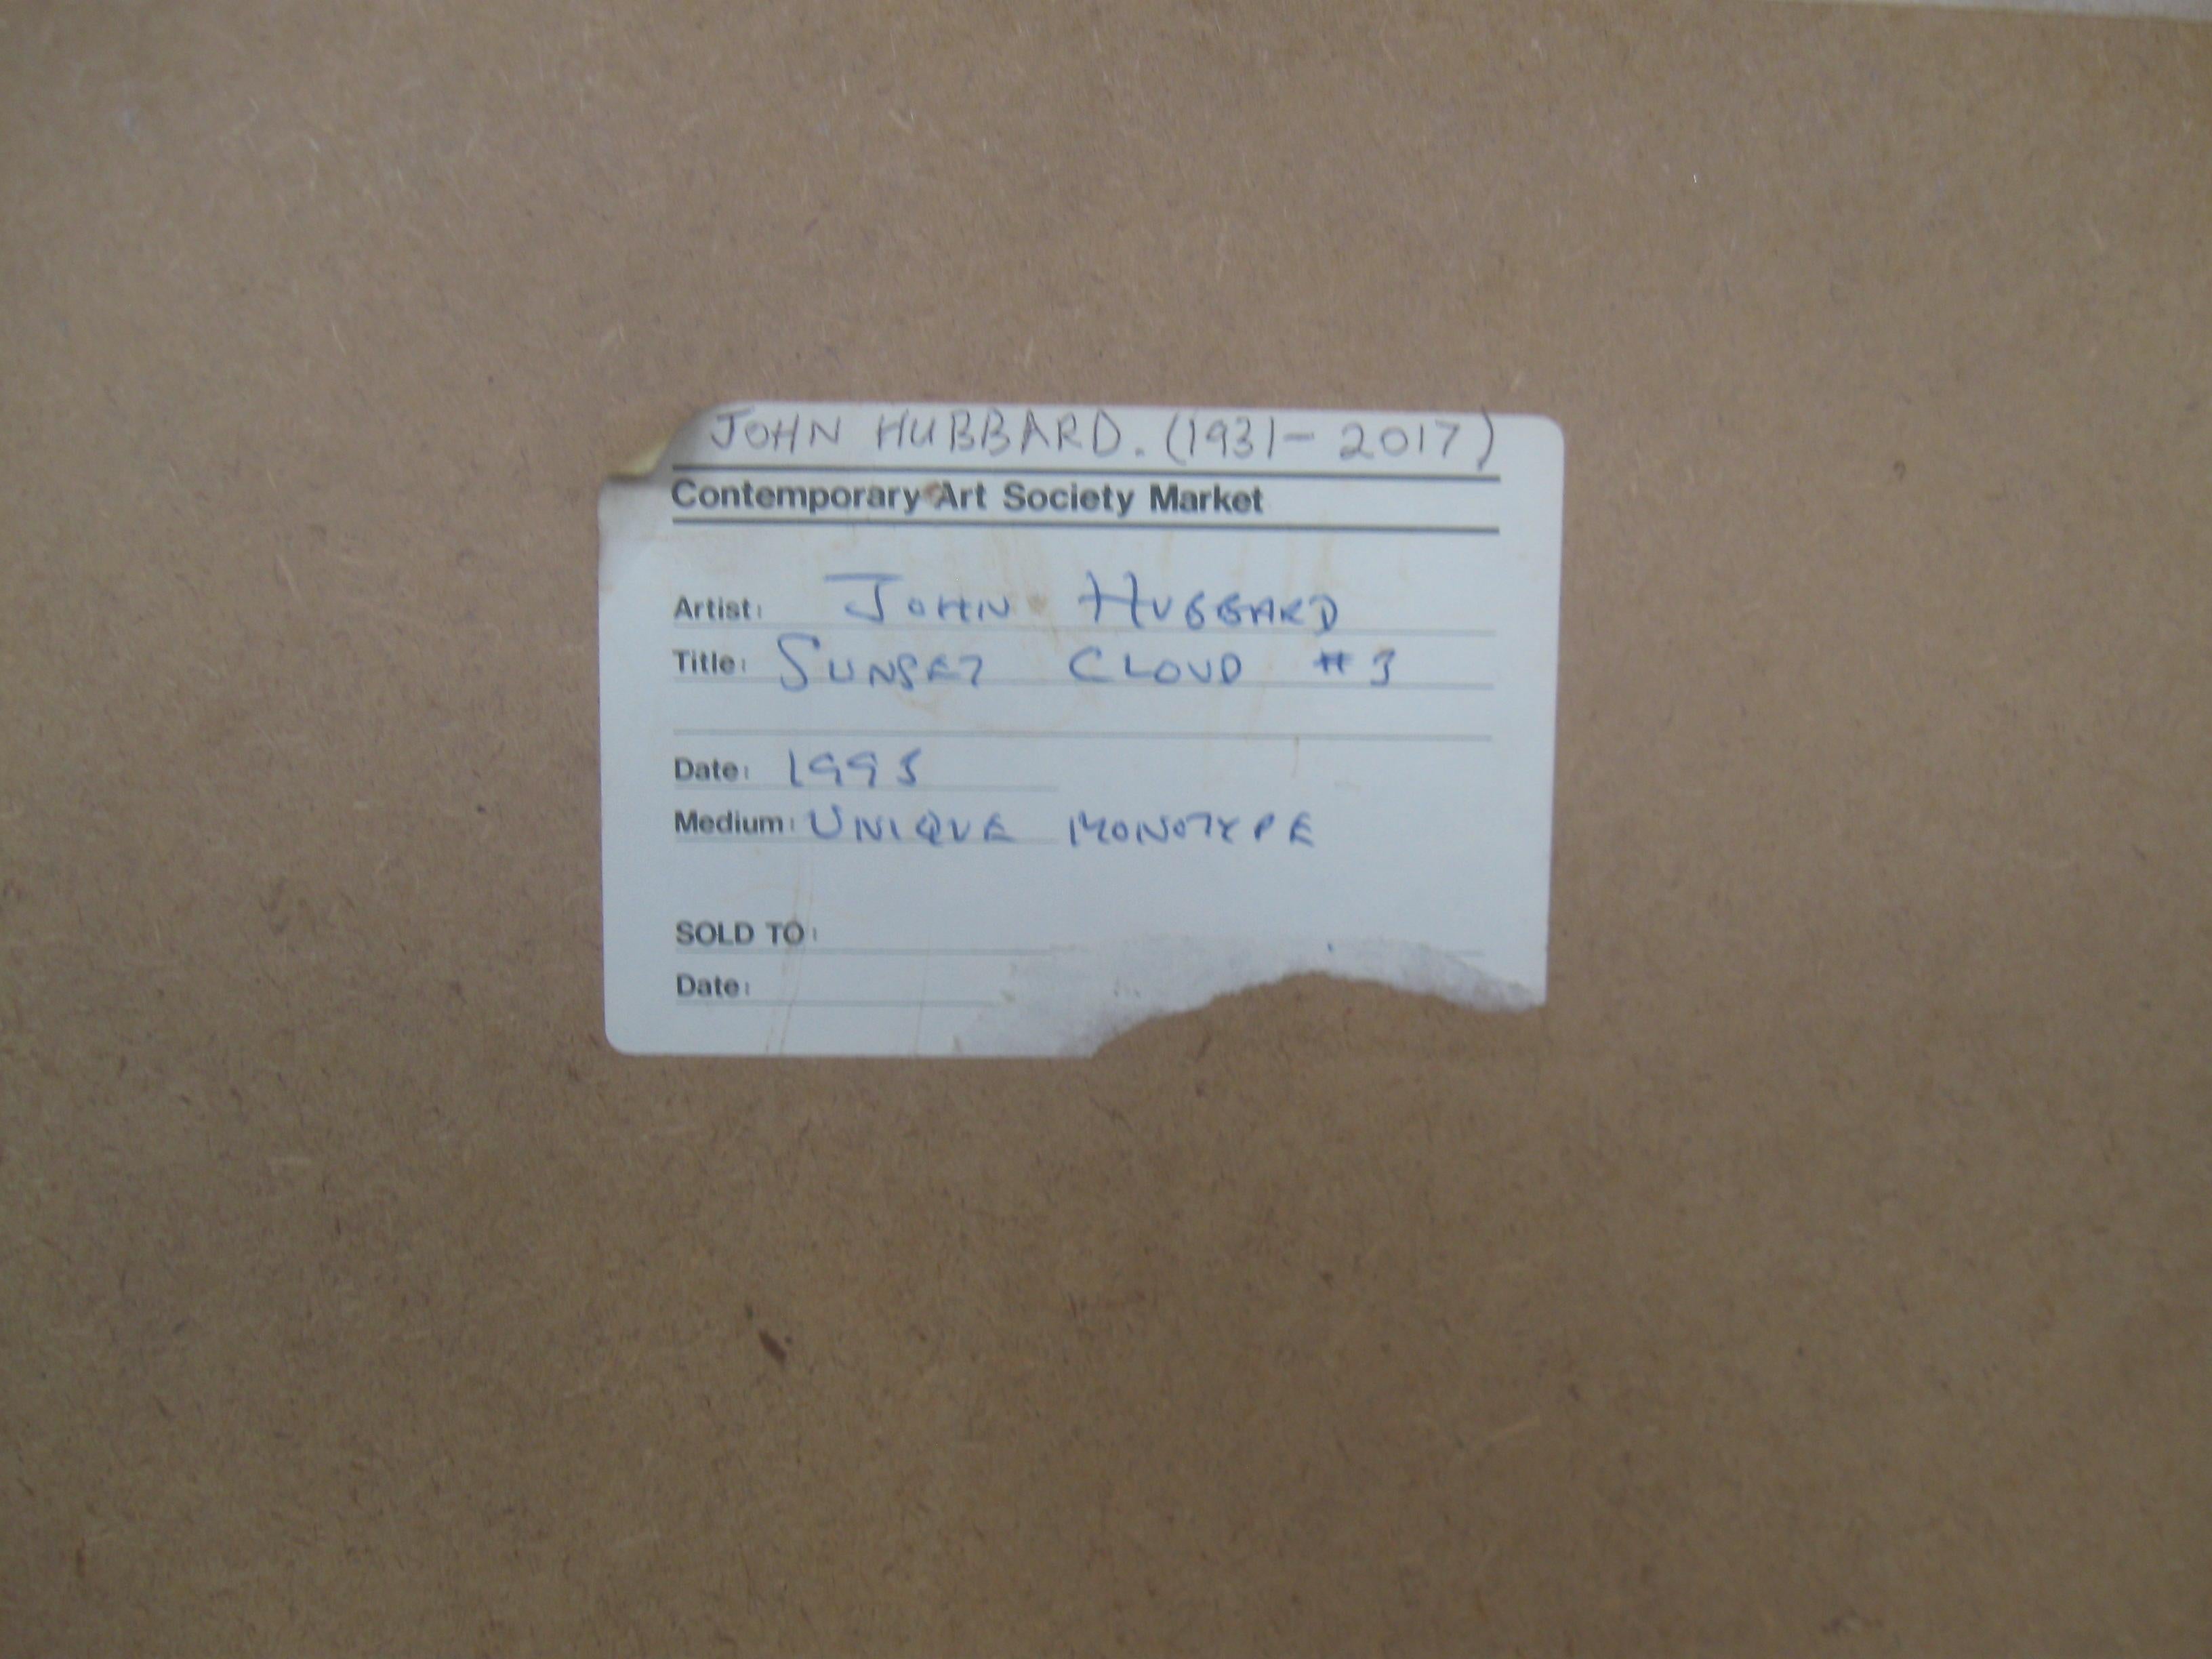 JOHN HUBBARD. (1931-2017)
Contemporary Art Society Market
Artist: JOHN HUBBARD
Title: SUNSET CLOUD #3
Date: 1995
Medium: UNIQUE MONOTYPE
SOLD TO:
Date: